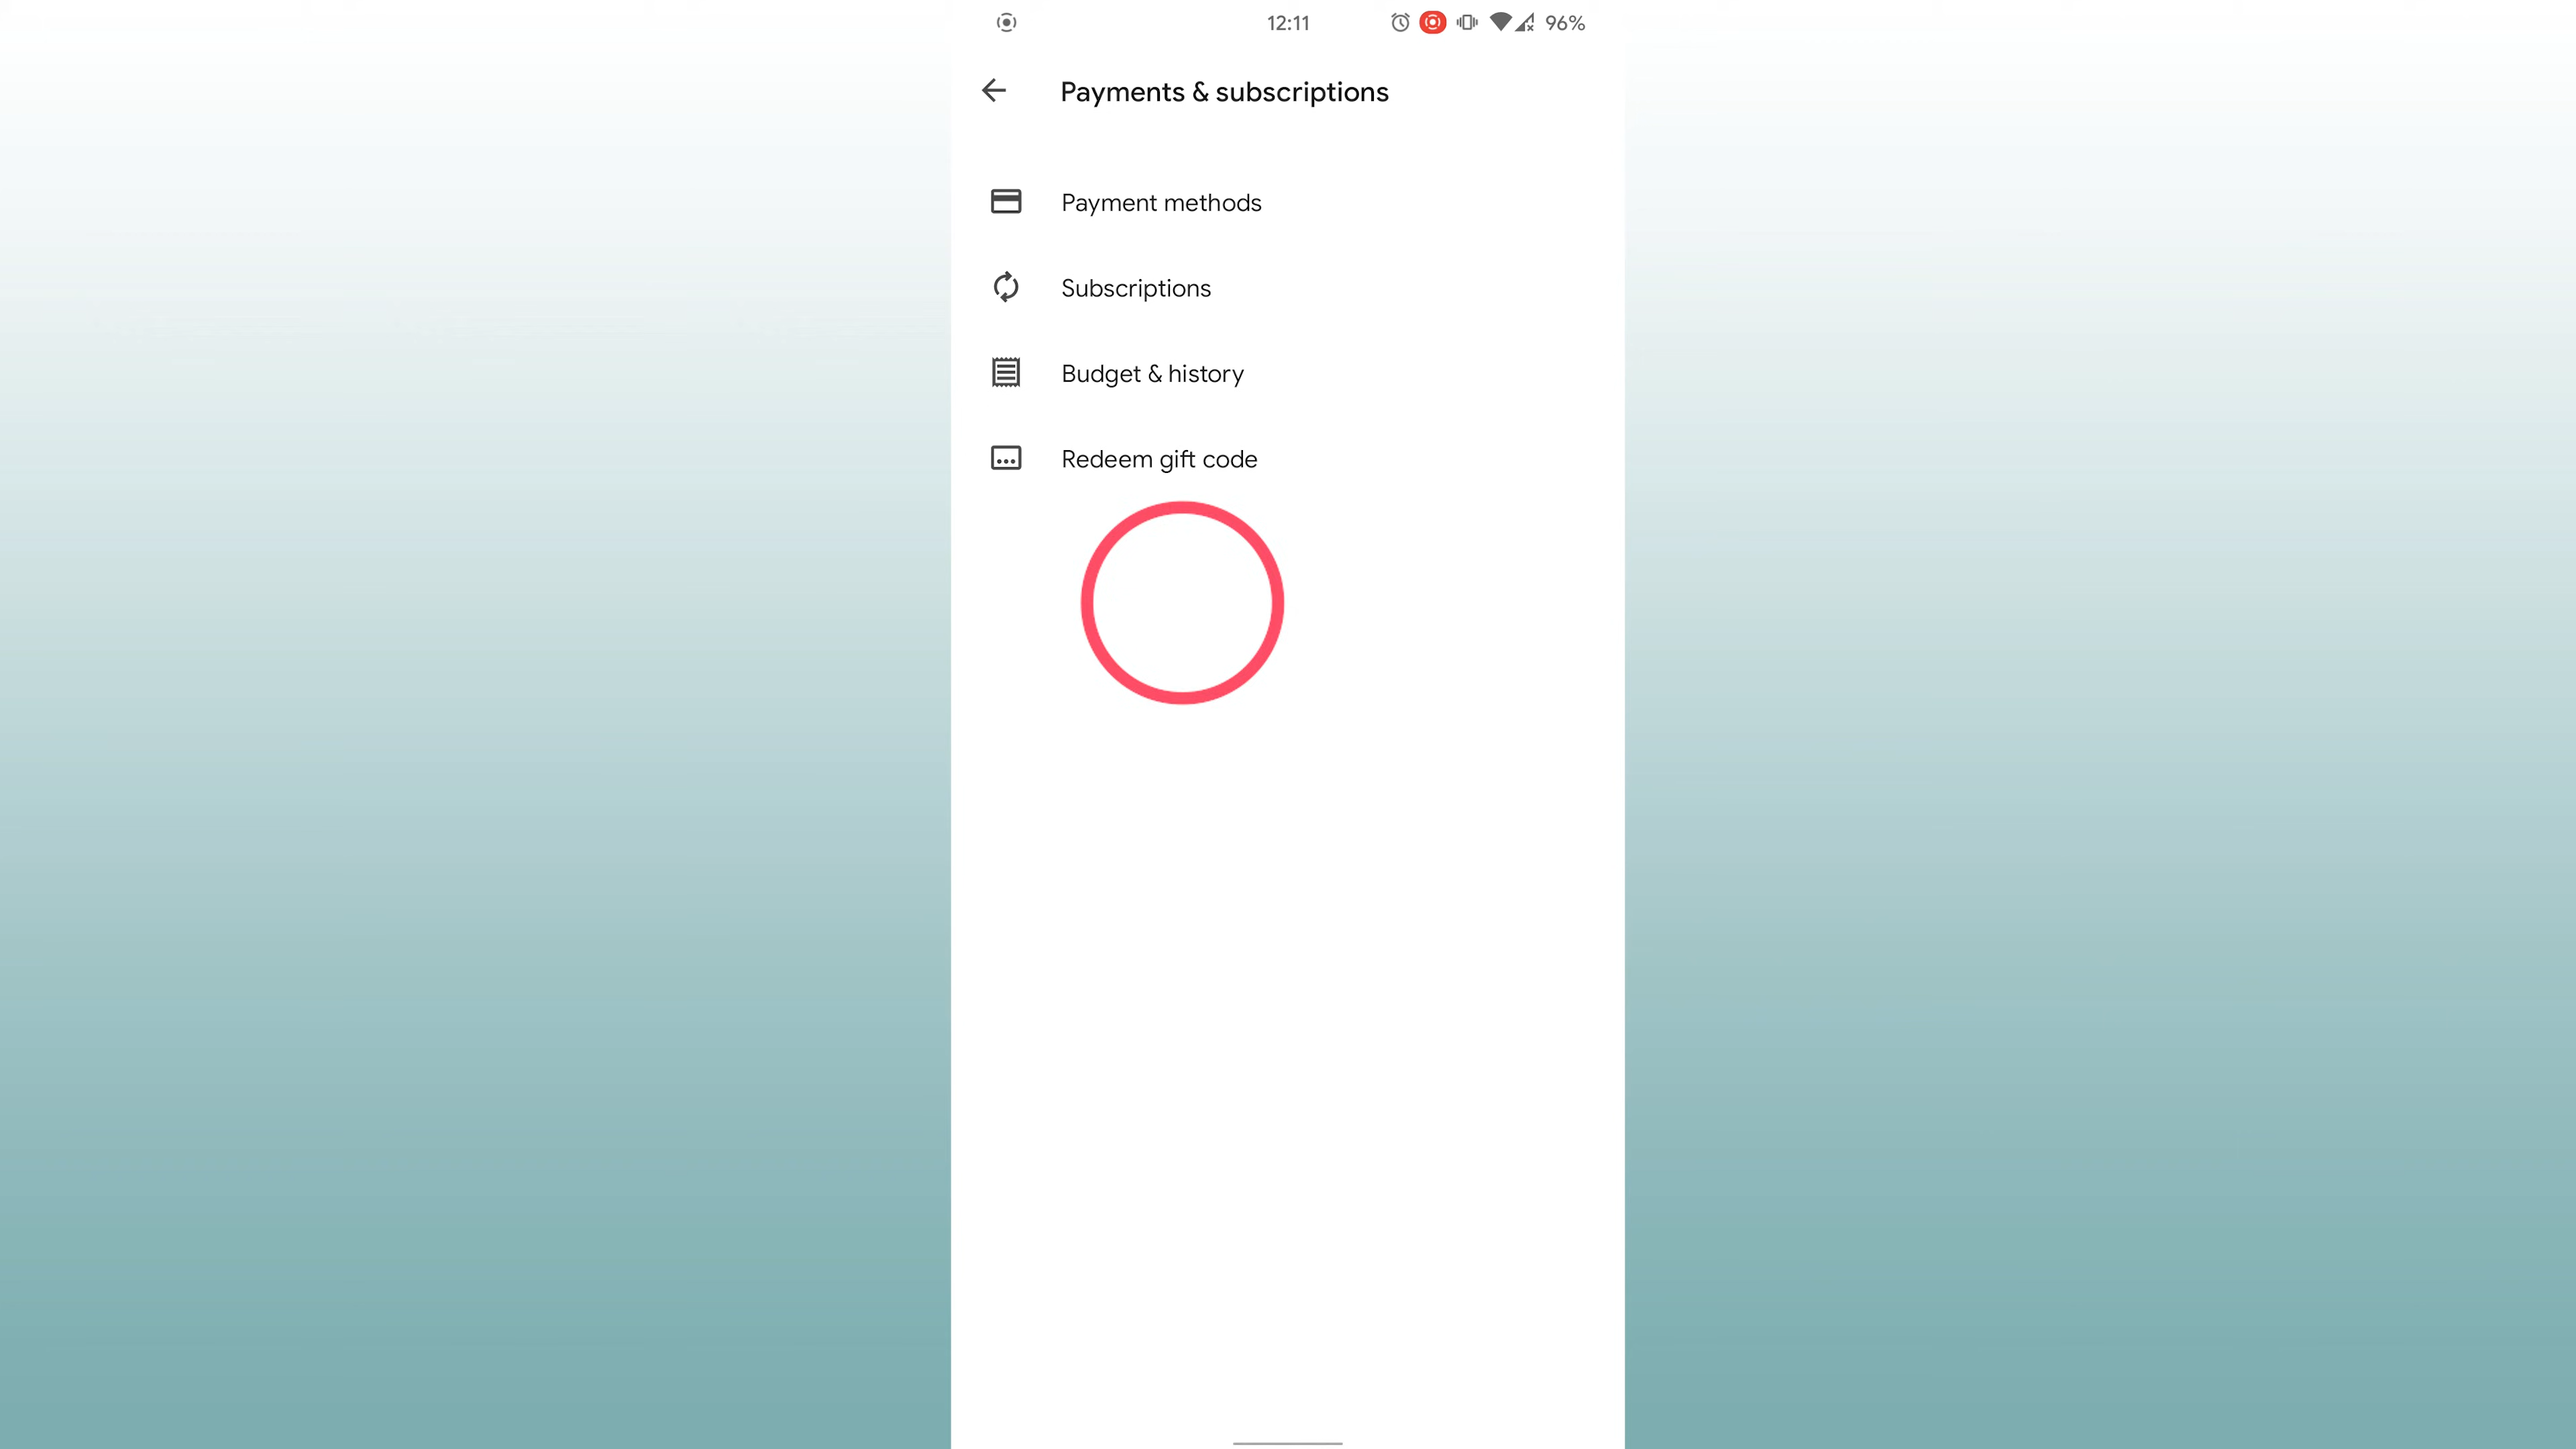 12:11 96%
Payments & subscriptions
Payment methods
Subscriptions
Budget & history
Redeem gift code